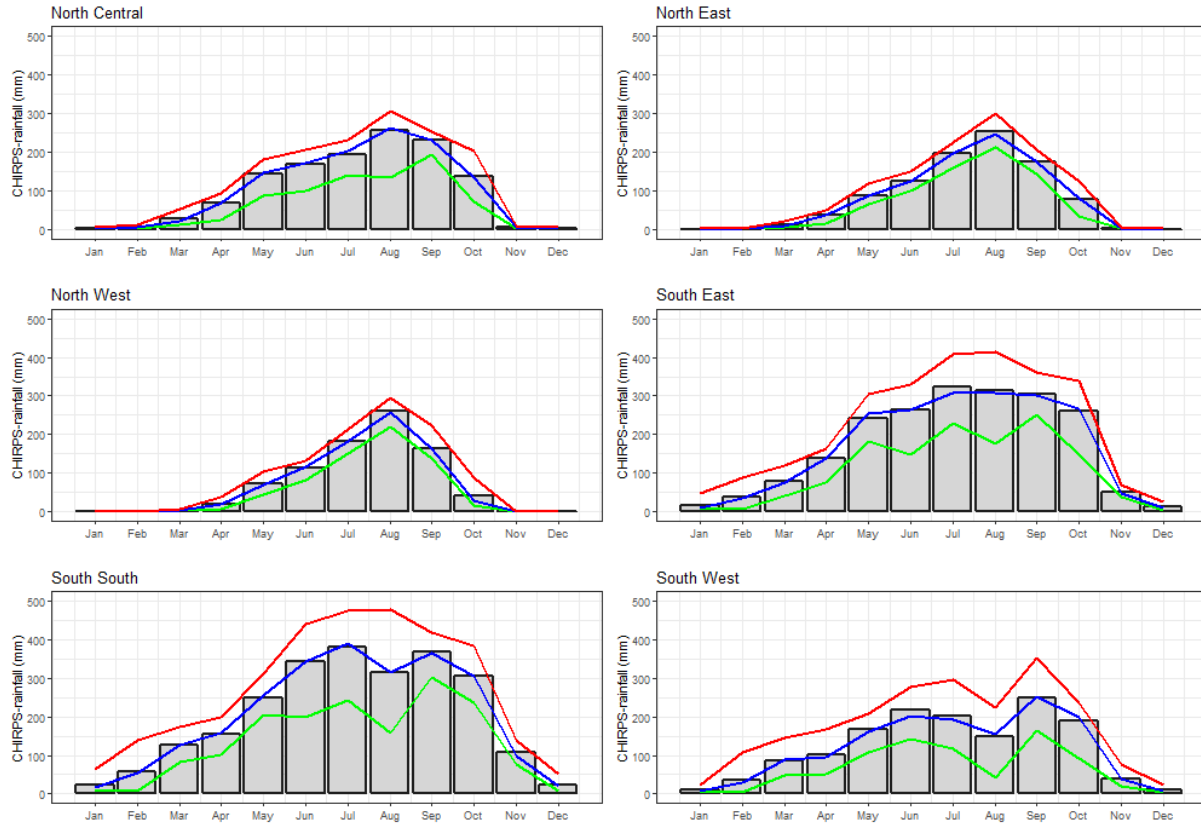 North Central
CHIRPS-rainfall (mm)
500
400
300
200
100
0
Jan Feb Mar Apr May Jun Jul Aug Sep Oct Nov Dec
North East
CHIRPS-rainfall (mm)
500
400
300
200
100
0
Jan Feb Mar Apr May Jun Jul Aug Sep Oct Nov Dec
North West
CHIRPS-rainfall (mm)
500
400
300
200
100
0
Jan Feb Mar Apr May Jun Jul Aug Sep Oct Nov Dec
South East
CHIRPS-rainfall (mm)
500
400
300
200
100
0
Jan Feb Mar Apr May Jun Jul Aug Sep Oct Nov Dec
South South
CHIRPS-rainfall (mm)
500
400
300
200
100
0
Jan Feb Mar Apr May Jun Jul Aug Sep Oct Nov Dec
South West
CHIRPS-rainfall (mm)
500
400
300
200
100
0
Jan Feb Mar Apr May Jun Jul Aug Sep Oct Nov Dec